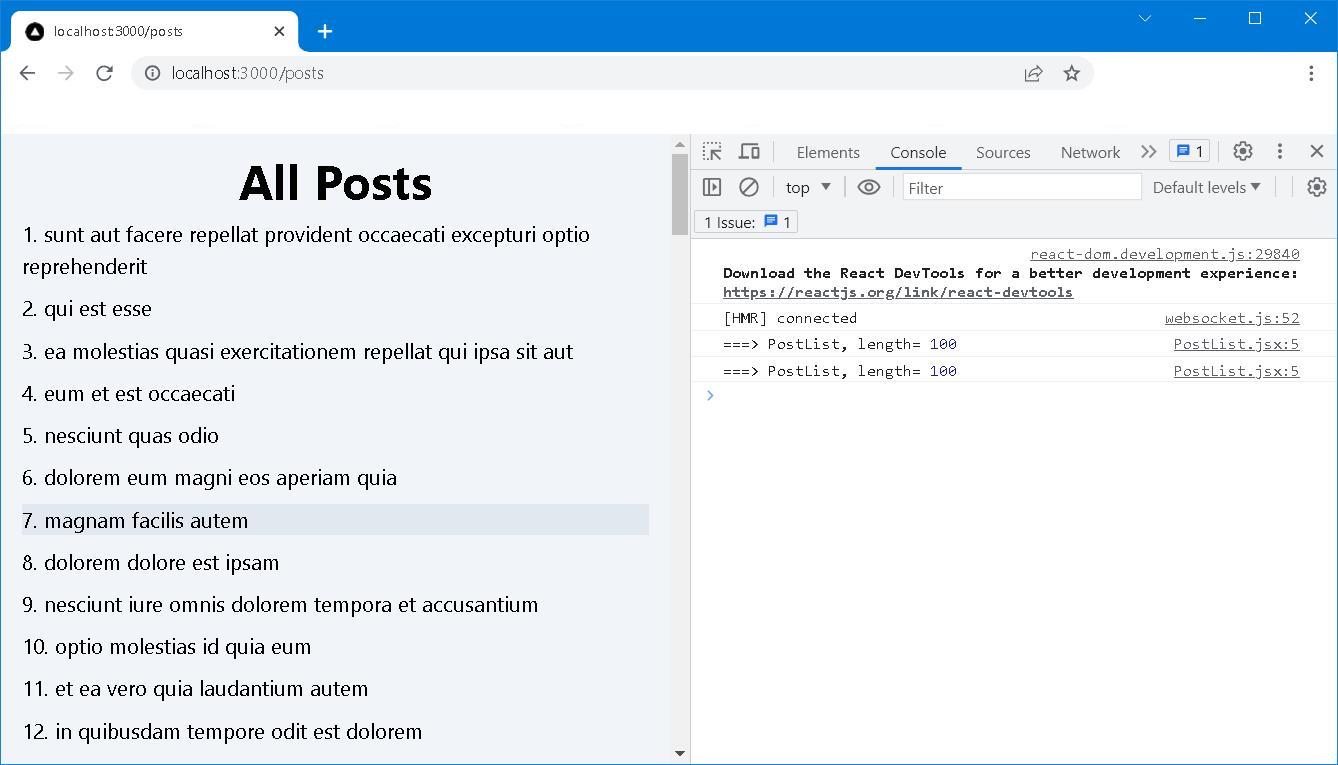 localhost:3000/posts
localhost:3000/posts
All Posts
1. sunt aut facere repellat provident occaecati excepturi optio
reprehenderit
2. qui est esse
3. ea molestias quasi exercitationem repellat qui ipsa sit aut
4. eum et est occaecati
5. nesciunt quas odio
6. dolorem eum magni eos aperiam quia
7. magnam facilis autem
8. dolorem dolore est ipsam
9. nesciunt iure omnis dolorem tempora et accusantium
10. optio molestias id quia eum
11. et ea vero quia laudantium autem
12. in quibusdam tempore odit est dolorem
Elements Console Sources Network 1
top Filter Default levels
1 Issue: 1
react-dom.development.js:29840
Download the React DevTools for a better development experience:
https://reactjs.org/link/react-devtools
[HMR] connected websocket.js:52
===> PostList, length= 100 PostList.jsx:5
===> PostList, length= 100 PostList.jsx:5